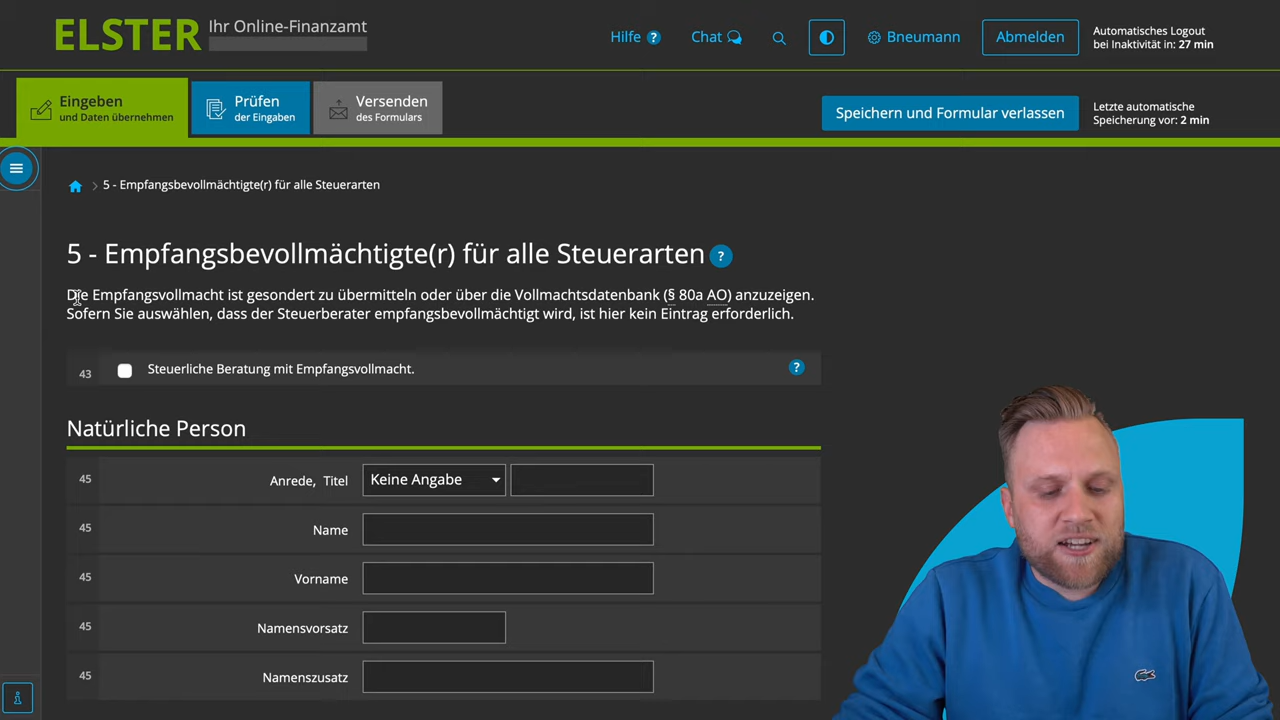 ELSTER
Ihr Online-Finanzamt
Hilfe ?
Chat
Bneumann
Abmelden
Automatisches Logout
bei Inaktivität in: 27 min
Eingeben
und Daten übernehmen
Prüfen
der Eingaben
Versenden
des Formulars
Speichern und Formular verlassen
Letzte automatische
Speicherung vor: 2 min
5 - Empfangsbevollmächtigte(r) für alle Steuerarten
5 - Empfangsbevollmächtigte(r) für alle Steuerarten ?
Die Empfangsvollmacht ist gesondert zu übermitteln oder über die Vollmachtsdatenbank (§ 80a AO) anzuzeigen.
Sofern Sie auswählen, dass der Steuerberater empfangsbevollmächtigt wird, ist hier kein Eintrag erforderlich.
43 Steuerliche Beratung mit Empfangsvollmacht. ?
Natürliche Person
45 Anrede, Titel Keine Angabe
45 Name
45 Vorname
45 Namensvorsatz
45 Namenszusatz
i